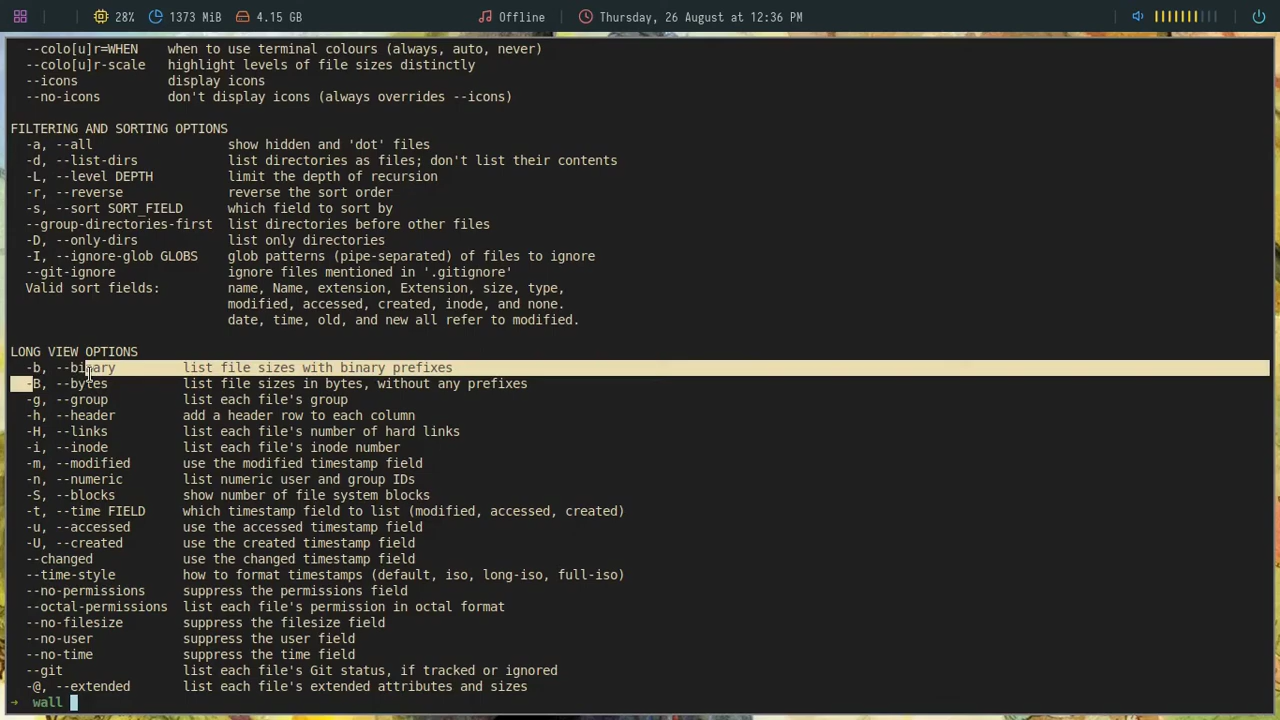 28% 1373 MiB 4.15 GB Offline Thursday, 26 August at 12:36 PM
--colo[u]r=WHEN when to use terminal colours (always, auto, never)
--colo[u]r-scale highlight levels of file sizes distinctly
--icons display icons
--no-icons don't display icons (always overrides --icons)
FILTERING AND SORTING OPTIONS
-a, --all show hidden and 'dot' files
-d, --list-dirs list directories as files; don't list their contents
-L, --level DEPTH limit the depth of recursion
-r, --reverse reverse the sort order
-s, --sort SORT_FIELD which field to sort by
--group-directories-first list directories before other files
-D, --only-dirs list only directories
-I, --ignore-glob GLOBS glob patterns (pipe-separated) of files to ignore
--git-ignore ignore files mentioned in '.gitignore'
Valid sort fields: name, Name, extension, Extension, size, type,
modified, accessed, created, inode, and none.
date, time, old, and new all refer to modified.
LONG VIEW OPTIONS
-b, --binary list file sizes with binary prefixes
-B, --bytes list file sizes in bytes, without any prefixes
-g, --group list each file's group
-h, --header add a header row to each column
-H, --links list each file's number of hard links
-i, --inode list each file's inode number
-m, --modified use the modified timestamp field
-n, --numeric list numeric user and group IDs
-S, --blocks show number of file system blocks
-t, --time FIELD which timestamp field to list (modified, accessed, created)
-u, --accessed use the accessed timestamp field
-U, --created use the created timestamp field
--changed use the changed timestamp field
--time-style how to format timestamps (default, iso, long-iso, full-iso)
--no-permissions suppress the permissions field
--octal-permissions list each file's permission in octal format
--no-filesize suppress the filesize field
--no-user suppress the user field
--no-time suppress the time field
--git list each file's Git status, if tracked or ignored
-@, --extended list each file's extended attributes and sizes
→ wall